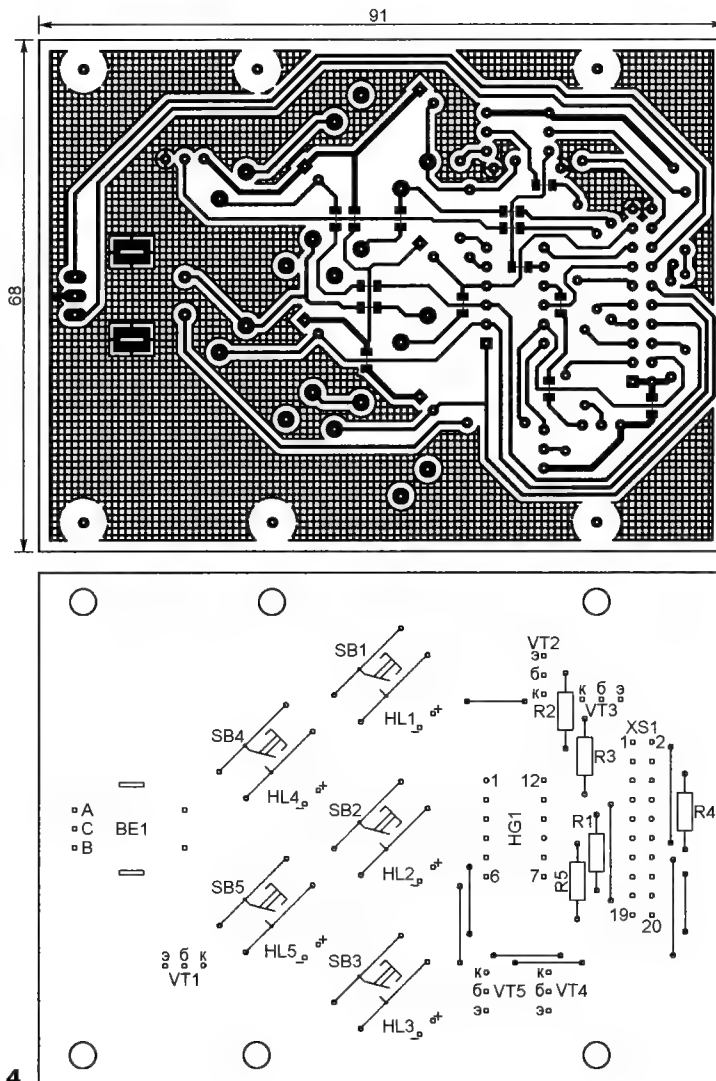 91
68
SB1
VT2
э
б
к
к б э
VT3
R2
HL1
+
-
SB4
R3
XS1
1
2
HL4
+
-
1
12
A
C
B
BE1
SB2
HG1
R1
R4
HL2
+
-
6
7
R5
SB5
19
20
HL5
+
-
э б к
VT1
SB3
к
б
э
VT5
к
б
э
VT4
HL3
+
-
4